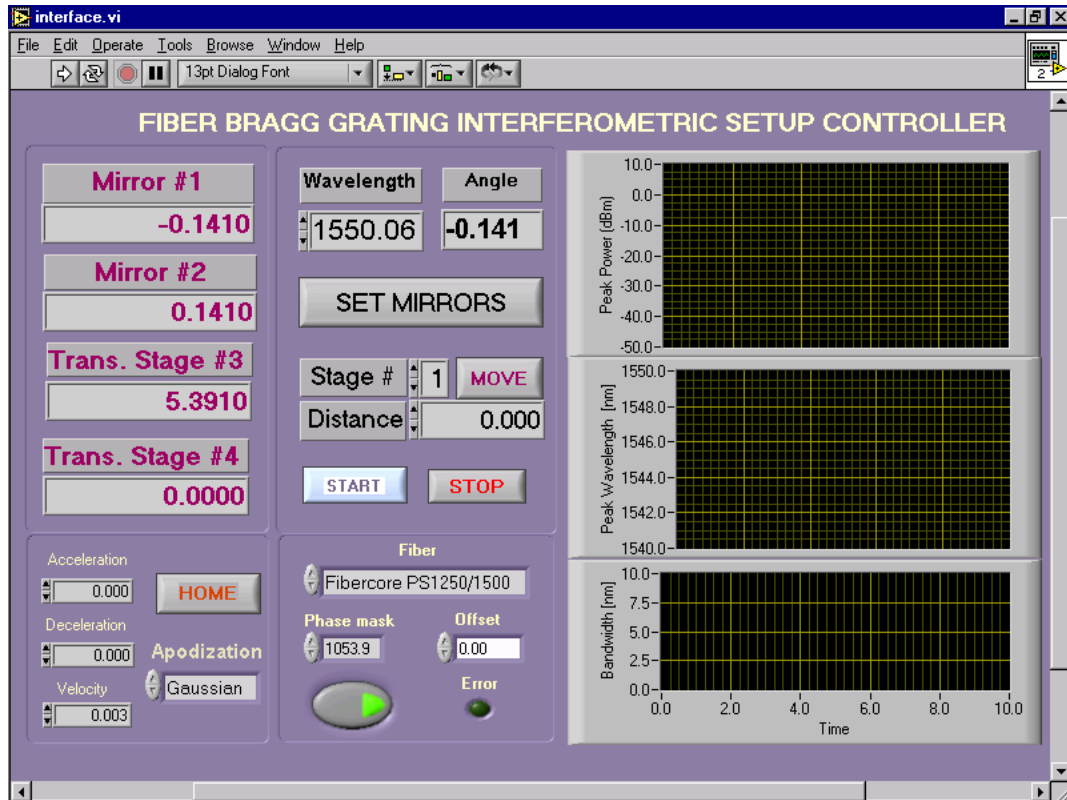 interface.vi
File Edit Operate Tools Browse Window Help
13pt Dialog Font
2
FIBER BRAGG GRATING INTERFEROMETRIC SETUP CONTROLLER
Mirror #1
-0.1410
Mirror #2
0.1410
Trans. Stage #3
5.3910
Trans. Stage #4
0.0000
Wavelength Angle
1550.06 -0.141
SET MIRRORS
Stage # 1 MOVE
Distance 0.000
START STOP
Acceleration
0.000
HOME
Deceleration
0.000
Apodization
Velocity
Gaussian
0.003
Fiber
Fibercore PS1250/1500
Phase mask Offset
1053.9 0.00
Error
Peak Power [dBm]
10.0
0.0
-10.0
-20.0
-30.0
-40.0
-50.0
Peak Wavelength [nm]
1550.0
1548.0
1546.0
1544.0
1542.0
1540.0
Bandwidth [nm]
10.0
7.5
5.0
2.5
0.0
0.0 2.0 4.0 6.0 8.0 10.0
Time